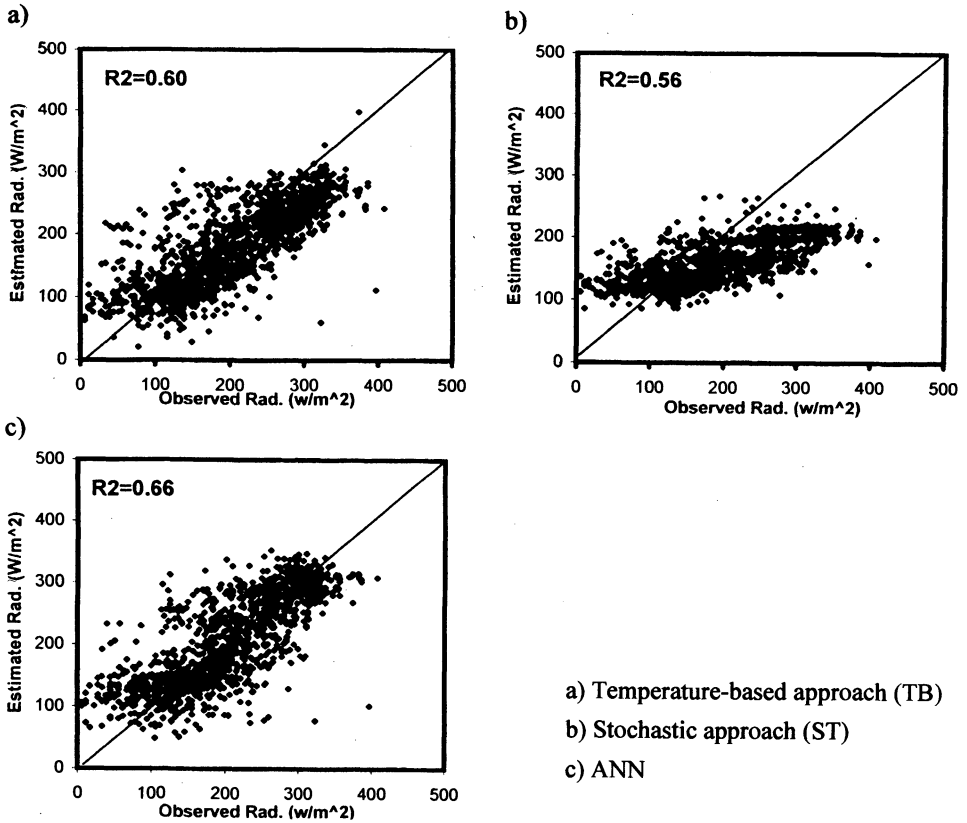 a)
500
400
300
200
100
0
Estimated Rad. (W/m^2)
R2=0.60
0 100 200 300 400 500
Observed Rad. (w/m^2)
b)
500
400
300
200
100
0
Estimated Rad. (W/m^2)
R2=0.56
0 100 200 300 400 500
Observed Rad. (w/m^2)
c)
500
400
300
200
100
0
Estimated Rad. (W/m^2)
R2=0.66
0 100 200 300 400 500
Observed Rad. (w/m^2)
a) Temperature-based approach (TB)
b) Stochastic approach (ST)
c) ANN